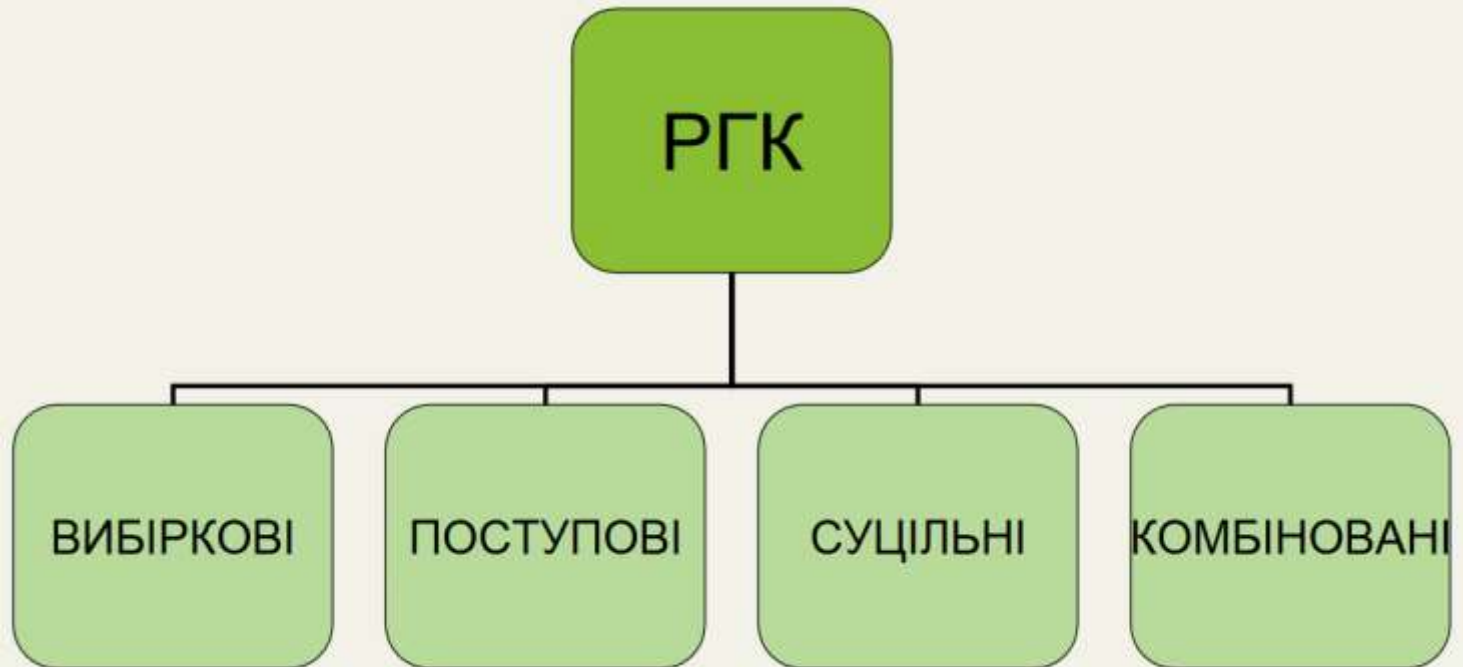 РГК
ВИБІРКОВІ
ПОСТУПОВІ
СУЦІЛЬНІ
КОМБІНОВАНІ